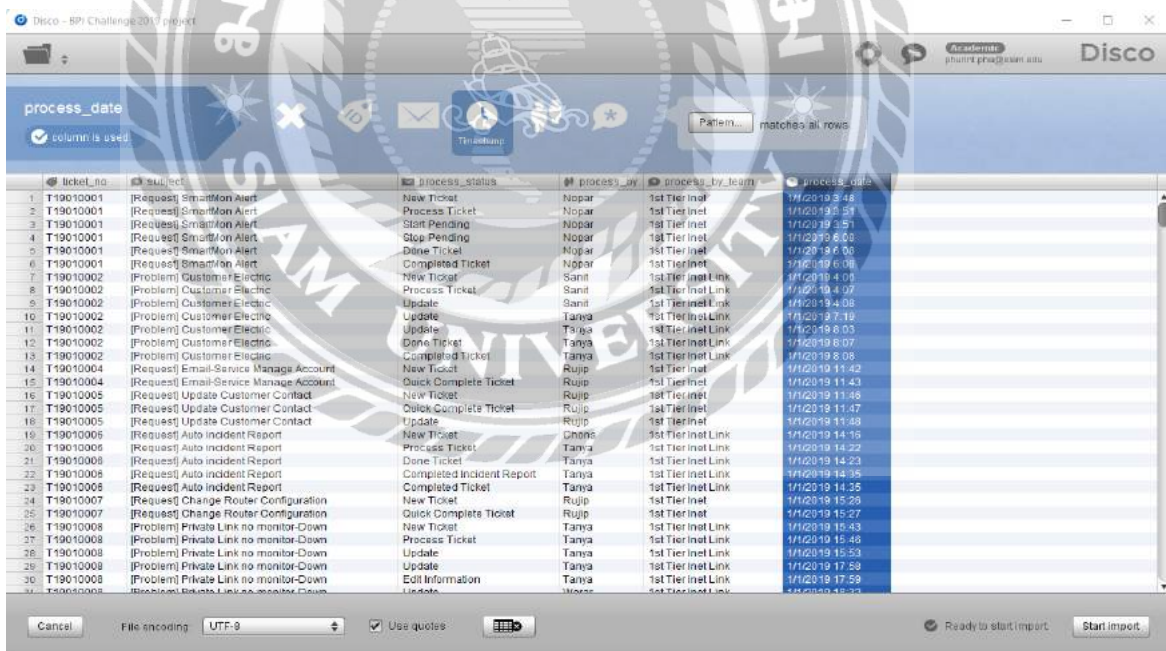 Disco - BPI Challenge 2019 project
Academic
Disco
process_date
column is used
Timestamp
Pattern... matches all rows
ticket_no subject process_status process_by process_by_team process_date
1 T19010001 [Request] SmartMon Alert New Ticket Nopar 1st Tier Inet 1/1/2019 3:48
2 T19010001 [Request] SmartMon Alert Process Ticket Nopar 1st Tier Inet 1/1/2019 3:51
3 T19010001 [Request] SmartMon Alert Start Pending Nopar 1st Tier Inet 1/1/2019 3:51
4 T19010001 [Request] SmartMon Alert Stop Pending Nopar 1st Tier Inet 1/1/2019 6:08
5 T19010001 [Request] SmartMon Alert Done Ticket Nopar 1st Tier Inet 1/1/2019 6:08
6 T19010001 [Request] SmartMon Alert Completed Ticket Nopar 1st Tier Inet 1/1/2019 6:08
7 T19010002 [Problem] Customer Electric New Ticket Sanit 1st Tier Inet Link 1/1/2019 4:06
8 T19010002 [Problem] Customer Electric Process Ticket Sanit 1st Tier Inet Link 1/1/2019 4:07
9 T19010002 [Problem] Customer Electric Update Sanit 1st Tier Inet Link 1/1/2019 4:08
10 T19010002 [Problem] Customer Electric Update Tanya 1st Tier Inet Link 1/1/2019 7:19
11 T19010002 [Problem] Customer Electric Update Tanya 1st Tier Inet Link 1/1/2019 8:03
12 T19010002 [Problem] Customer Electric Done Ticket Tanya 1st Tier Inet Link 1/1/2019 8:07
13 T19010002 [Problem] Customer Electric Completed Ticket Tanya 1st Tier Inet Link 1/1/2019 8:08
14 T19010004 [Request] Email-Service Manage Account New Ticket Rujip 1st Tier Inet 1/1/2019 11:42
15 T19010004 [Request] Email-Service Manage Account Quick Complete Ticket Rujip 1st Tier Inet 1/1/2019 11:43
16 T19010005 [Request] Update Customer Contact New Ticket Rujip 1st Tier Inet 1/1/2019 11:46
17 T19010005 [Request] Update Customer Contact Quick Complete Ticket Rujip 1st Tier Inet 1/1/2019 11:47
18 T19010005 [Request] Update Customer Contact Update Rujip 1st Tier Inet 1/1/2019 11:48
19 T19010006 [Request] Auto incident Report New Ticket Chons 1st Tier Inet Link 1/1/2019 14:16
20 T19010006 [Request] Auto incident Report Process Ticket Tanya 1st Tier Inet Link 1/1/2019 14:22
21 T19010006 [Request] Auto incident Report Done Ticket Tanya 1st Tier Inet Link 1/1/2019 14:23
22 T19010006 [Request] Auto incident Report Completed Incident Report Tanya 1st Tier Inet Link 1/1/2019 14:35
23 T19010006 [Request] Auto incident Report Completed Ticket Tanya 1st Tier Inet Link 1/1/2019 14:35
24 T19010007 [Request] Change Router Configuration New Ticket Rujip 1st Tier Inet 1/1/2019 15:26
25 T19010007 [Request] Change Router Configuration Quick Complete Ticket Rujip 1st Tier Inet 1/1/2019 15:27
26 T19010008 [Problem] Private Link no monitor-Down New Ticket Tanya 1st Tier Inet Link 1/1/2019 15:43
27 T19010008 [Problem] Private Link no monitor-Down Process Ticket Tanya 1st Tier Inet Link 1/1/2019 15:46
28 T19010008 [Problem] Private Link no monitor-Down Update Tanya 1st Tier Inet Link 1/1/2019 15:53
29 T19010008 [Problem] Private Link no monitor-Down Update Tanya 1st Tier Inet Link 1/1/2019 17:58
30 T19010008 [Problem] Private Link no monitor-Down Edit Information Tanya 1st Tier Inet Link 1/1/2019 17:59
SIAM UNIVERSITY
Cancel File encoding: UTF-8 Use quotes Ready to start import. Start import